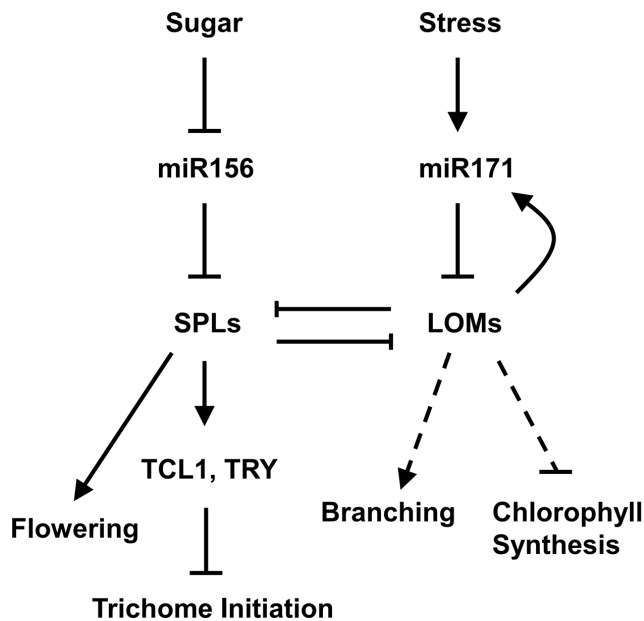 Sugar
Stress
miR156
miR171
SPLs
LOMs
TCL1, TRY
Flowering
Branching
Chlorophyll
Synthesis
Trichome Initiation